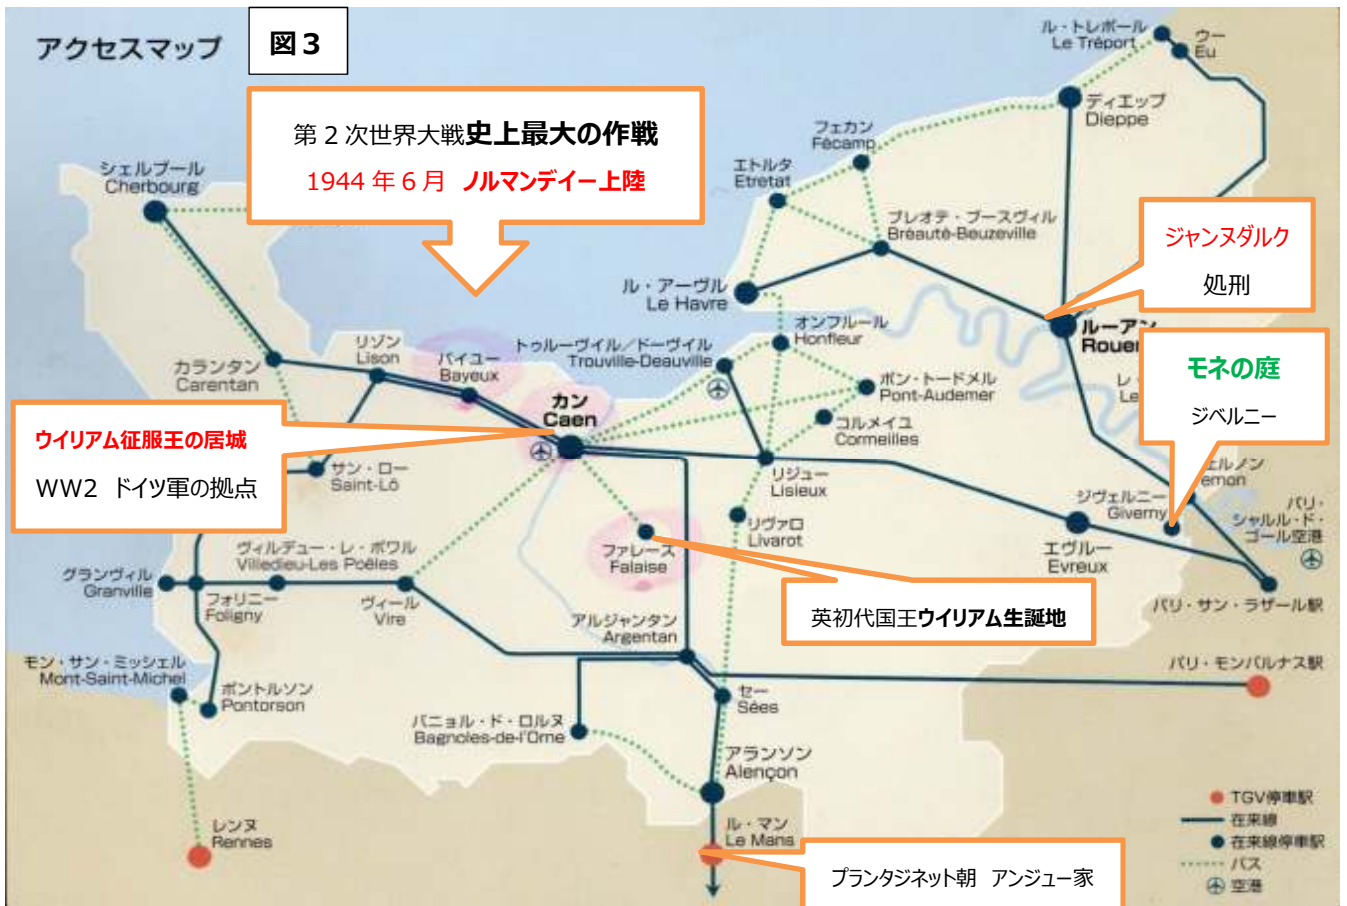 アクセスマップ
図3
第2次世界大戦史上最大の作戦
1944年6月 ノルマンデイー上陸
ル・トレポール
Le Tréport
ウー
Eu
ディエップ
Dieppe
フェカン
Fécamp
エトルタ
Etretat
シェルブール
Cherbourg
ブレオテ・ブースヴィル
Bréauté-Beuzeville
ジャンヌダルク
処刑
ル・アーヴル
Le Havre
ルーアン
Rouen
オンフルール
Honfleur
リゾン
Lison
バイユー
Bayeux
トゥルーヴイル/ドーヴイル
Trouville-Deauville
カランタン
Carentan
モネの庭
ジベルニー
ポン・トードメル
Pont-Audemer
カン
Caen
コルメイユ
Cormeilles
ウイリアム征服王の居城
WW2 ドイツ軍の拠点
サン・ロー
Saint-Lô
リジュー
Lisieux
ジヴェルニー
Giverny
パリ・
シャルル・ド・
ゴール空港
リヴァロ
Livarot
エヴルー
Evreux
ファレーズ
Falaise
ヴィルデュー・レ・ポワル
Villedieu-Les Poêles
グランヴィル
Granville
フォリニー
Foligny
ヴィール
Vire
パリ・サン・ラザール駅
英初代国王ウイリアム生誕地
アルジャンタン
Argentan
モン・サン・ミッシェル
Mont-Saint-Michel
ポントルソン
Pontorson
パリ・モンパルナス駅
セー
Sées
バニョル・ド・ロルヌ
Bagnoles-de-l'Orne
アランソン
Alençon
レンヌ
Rennes
ル・マン
Le Mans
プランタジネット朝 アンジュー家
TGV停車駅
在来線
在来線停車駅
バス
空港